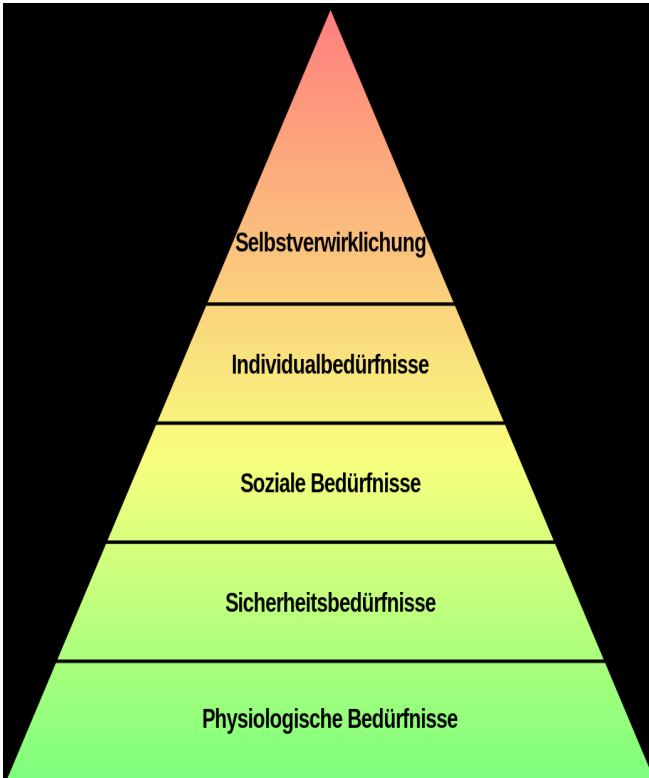 Selbstverwirklichung
Individualbedürfnisse
Soziale Bedürfnisse
Sicherheitsbedürfnisse
Physiologische Bedürfnisse